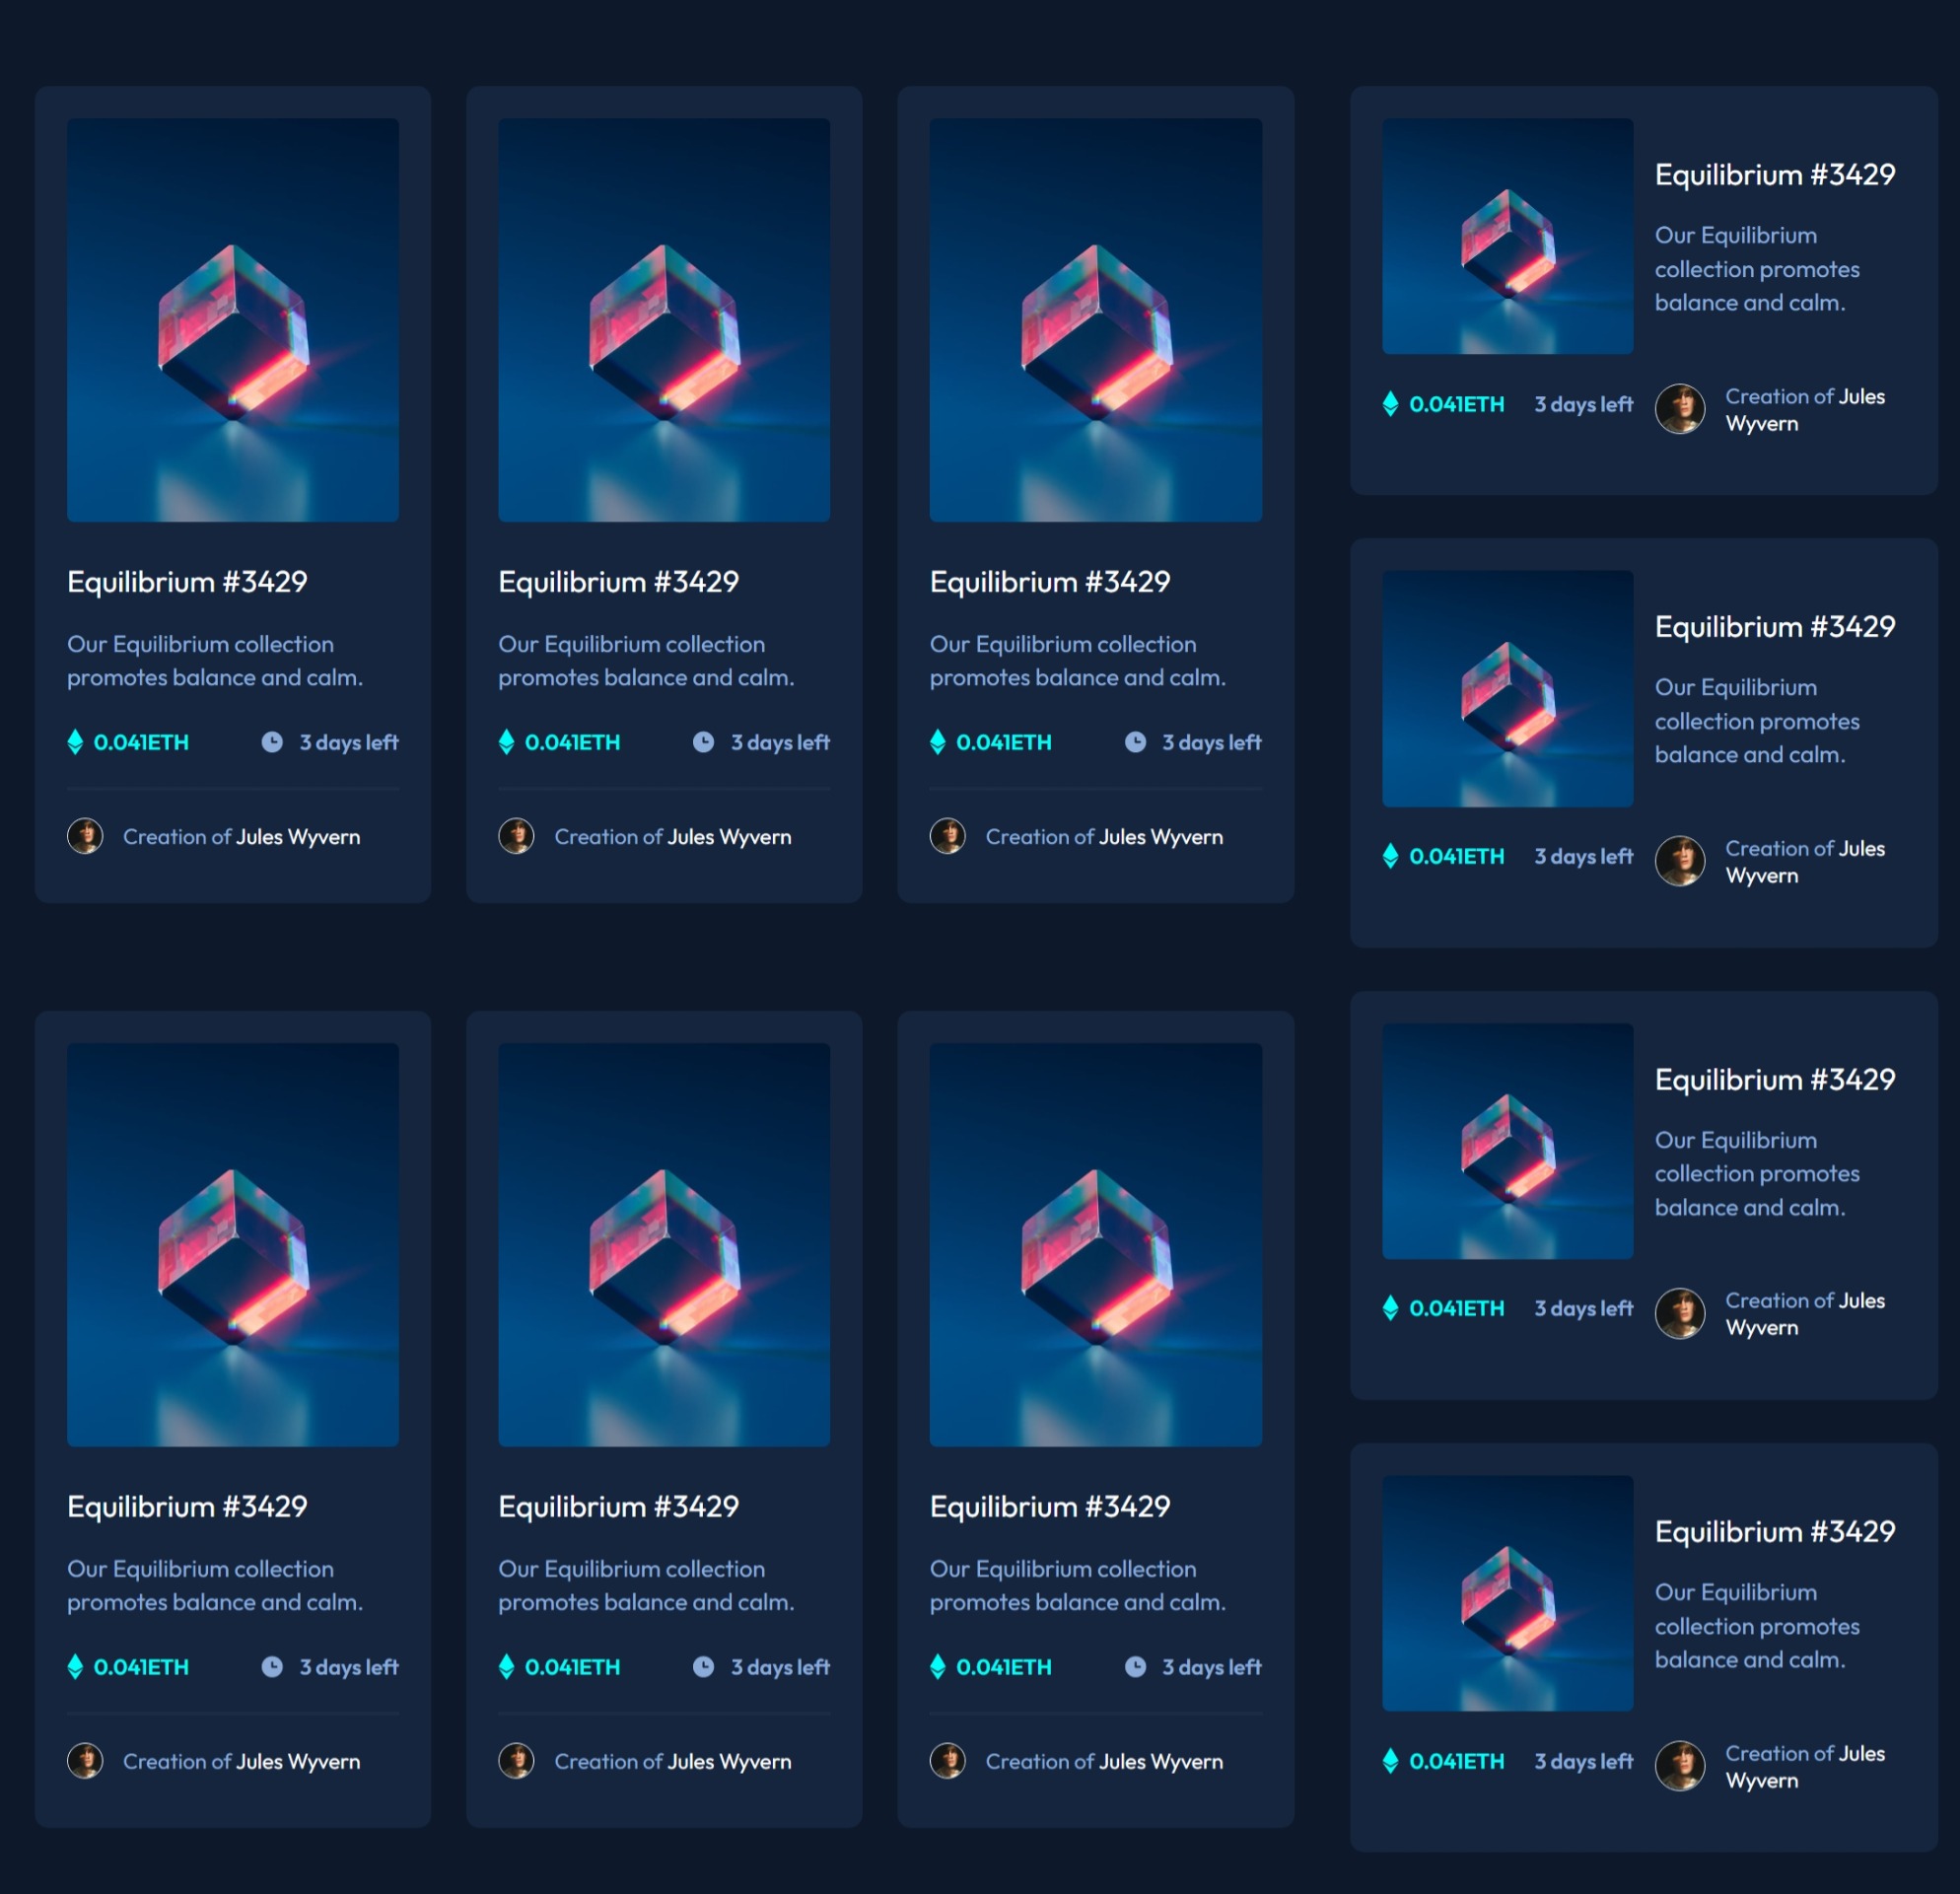 Equilibrium #3429
Our Equilibrium collection
promotes balance and calm.
0.041ETH
3 days left
Creation of Jules Wyvern
Equilibrium #3429
Our Equilibrium collection
promotes balance and calm.
0.041ETH
3 days left
Creation of Jules Wyvern
Equilibrium #3429
Our Equilibrium collection
promotes balance and calm.
0.041ETH
3 days left
Creation of Jules Wyvern
Equilibrium #3429
Our Equilibrium collection
promotes balance and calm.
0.041ETH
3 days left
Creation of Jules Wyvern
Equilibrium #3429
Our Equilibrium collection
promotes balance and calm.
0.041ETH
3 days left
Creation of Jules Wyvern
Equilibrium #3429
Our Equilibrium collection
promotes balance and calm.
0.041ETH
3 days left
Creation of Jules Wyvern
Equilibrium #3429
Our Equilibrium
collection promotes
balance and calm.
0.041ETH
3 days left
Creation of Jules
Wyvern
Equilibrium #3429
Our Equilibrium
collection promotes
balance and calm.
0.041ETH
3 days left
Creation of Jules
Wyvern
Equilibrium #3429
Our Equilibrium
collection promotes
balance and calm.
0.041ETH
3 days left
Creation of Jules
Wyvern
Equilibrium #3429
Our Equilibrium
collection promotes
balance and calm.
0.041ETH
3 days left
Creation of Jules
Wyvern